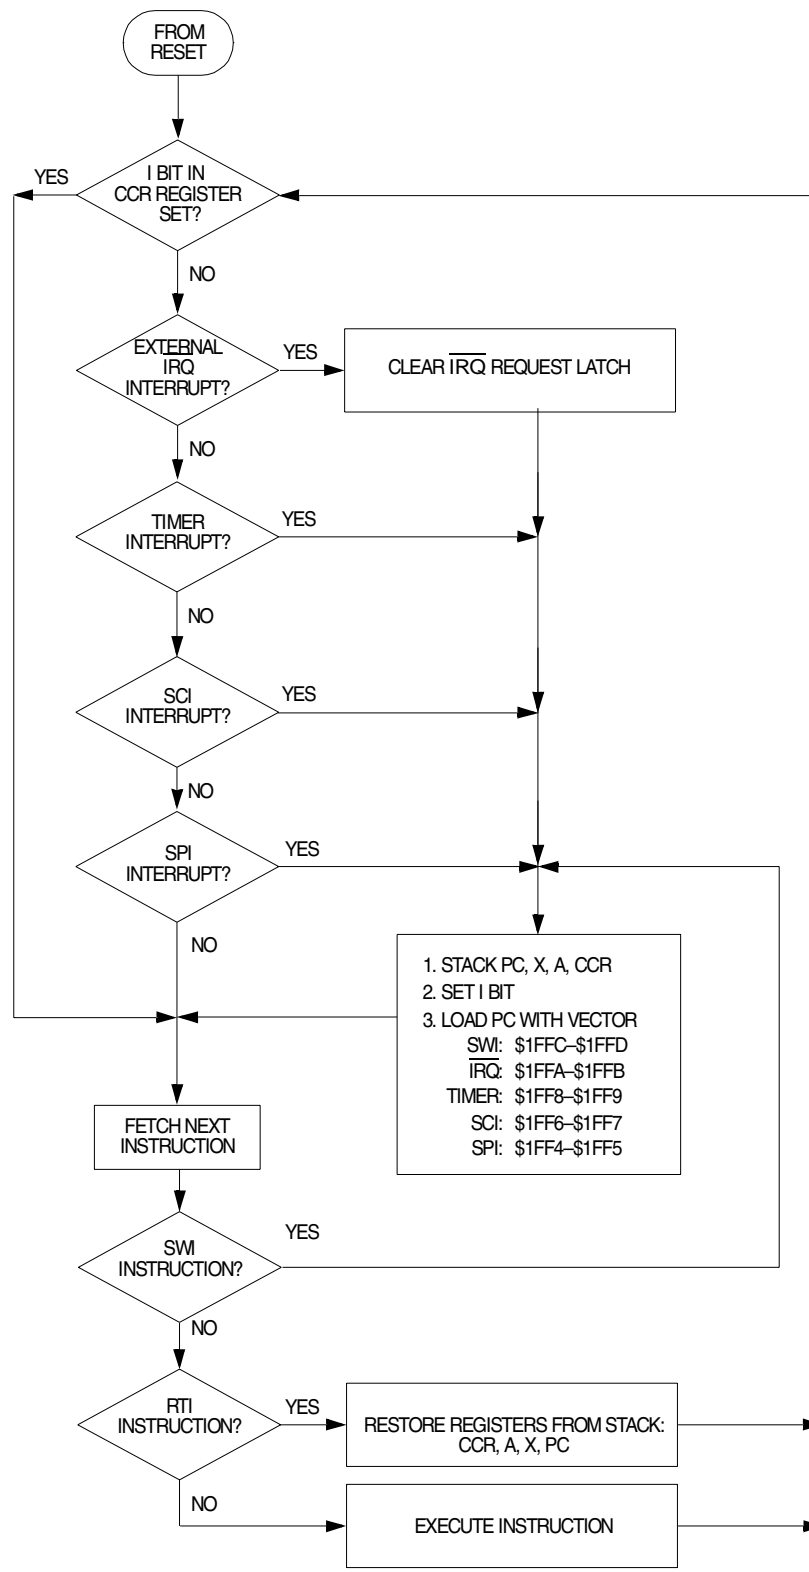 FROM
RESET
YES
I BIT IN
CCR REGISTER
SET?
NO
EXTERNAL
IRQ
INTERRUPT?
YES
CLEAR IRQ REQUEST LATCH
NO
TIMER
INTERRUPT?
YES
NO
SCI
INTERRUPT?
YES
NO
SPI
INTERRUPT?
YES
NO
1. STACK PC, X, A, CCR
2. SET I BIT
3. LOAD PC WITH VECTOR
SWI: $1FFC–$1FFD
IRQ: $1FFA–$1FFB
TIMER: $1FF8–$1FF9
SCI: $1FF6–$1FF7
SPI: $1FF4–$1FF5
FETCH NEXT
INSTRUCTION
SWI
INSTRUCTION?
YES
NO
RTI
INSTRUCTION?
YES
RESTORE REGISTERS FROM STACK:
CCR, A, X, PC
NO
EXECUTE INSTRUCTION